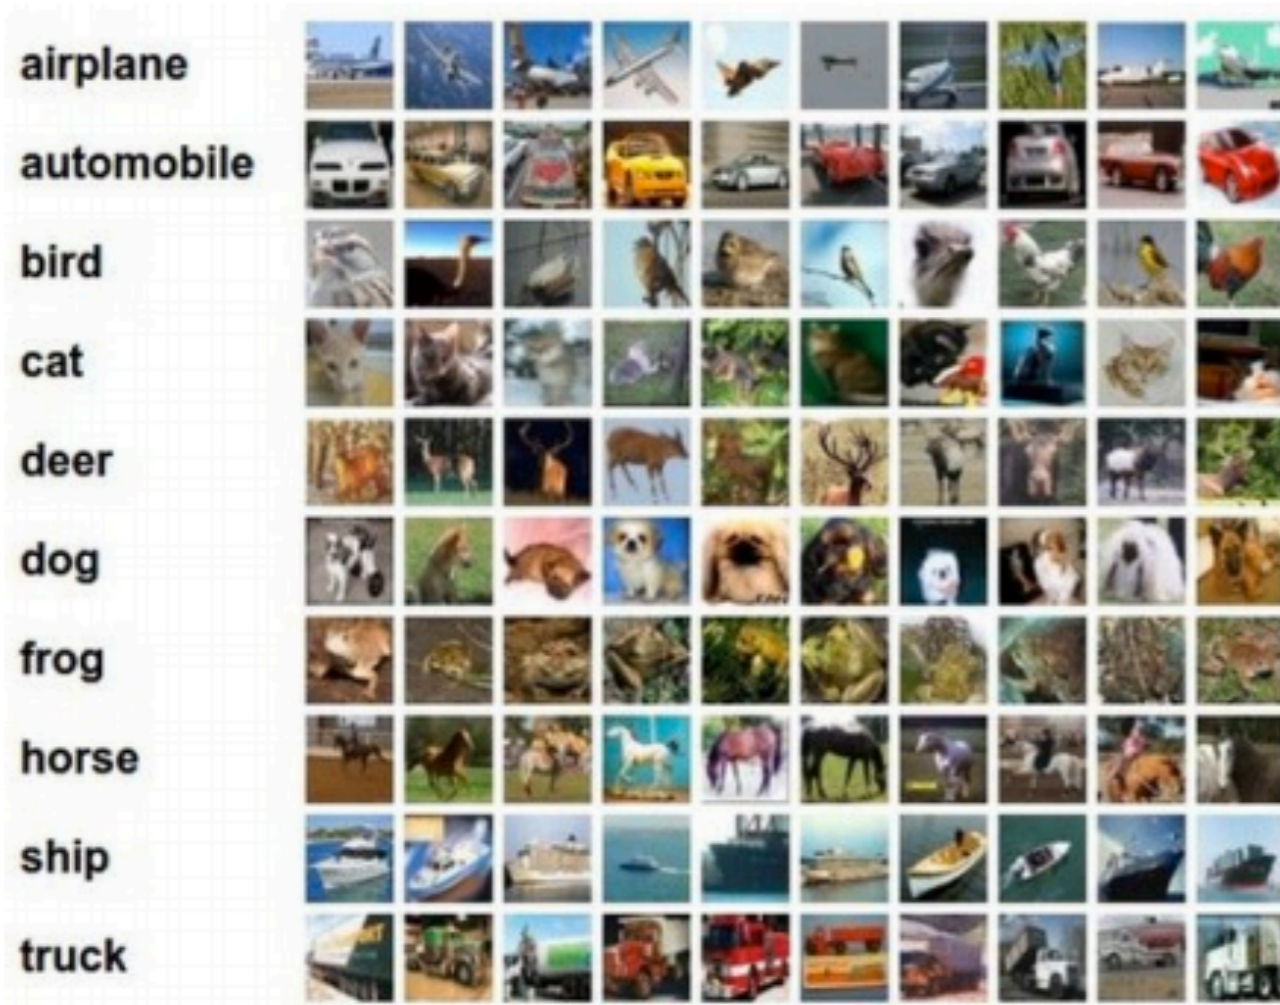 airplane
automobile
bird
cat
deer
dog
frog
horse
ship
truck